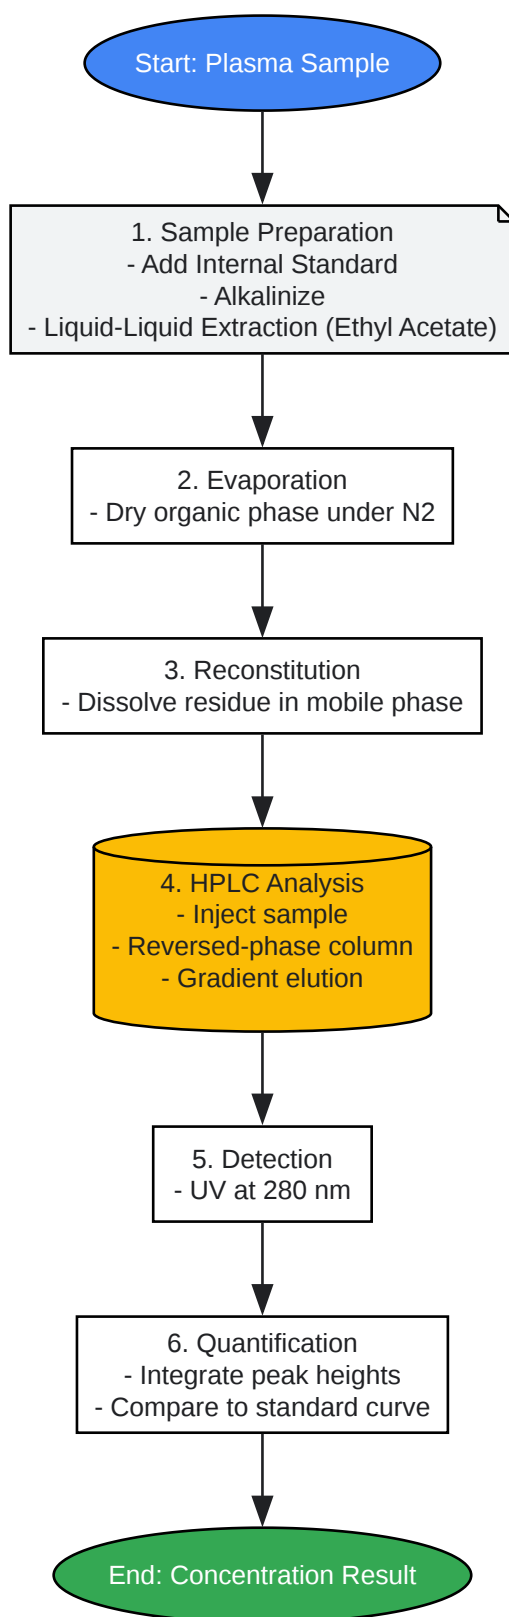 Start: Plasma Sample
1. Sample Preparation
- Add Internal Standard
- Alkalinize
- Liquid-Liquid Extraction (Ethyl Acetate)
2. Evaporation
- Dry organic phase under N2
3. Reconstitution
- Dissolve residue in mobile phase
4. HPLC Analysis
- Inject sample
- Reversed-phase column
- Gradient elution
5. Detection
- UV at 280 nm
6. Quantification
- Integrate peak heights
- Compare to standard curve
End: Concentration Result